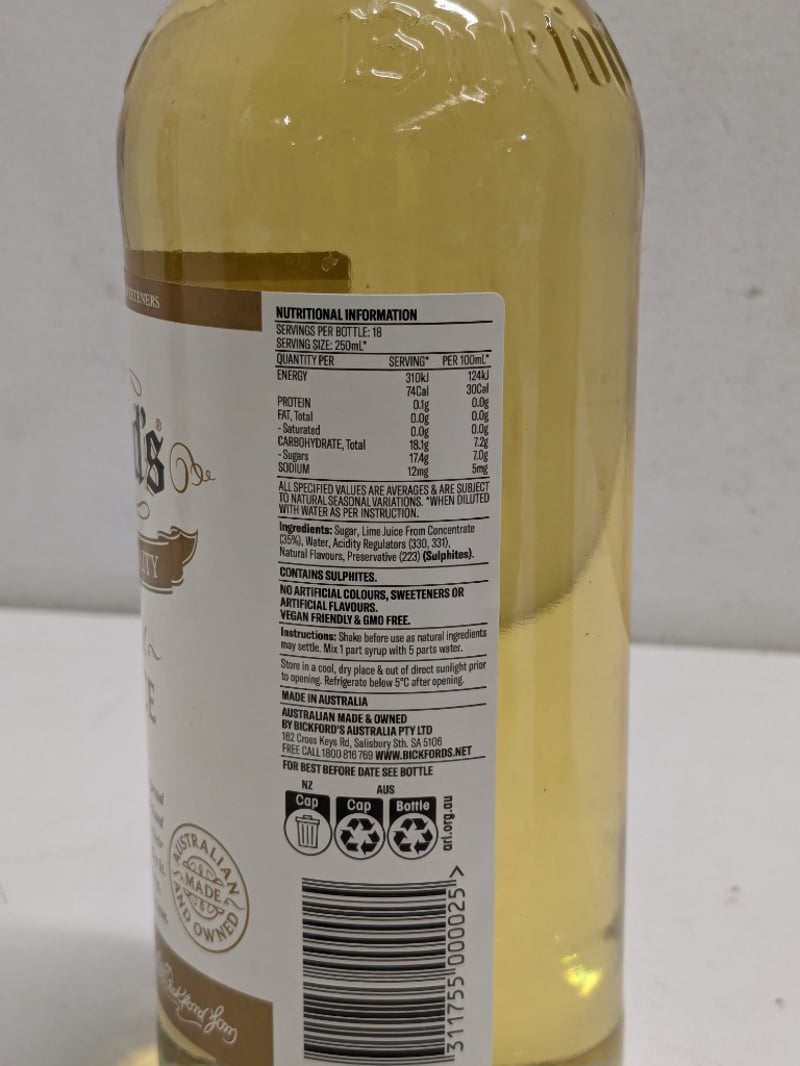 EETENERS
NUTRITIONAL INFORMATION
SERVINGS PER BOTTLE: 18
SERVING SIZE: 250mL*
QUANTITY PER SERVING* PER 100mL*
ENERGY 310kJ 124kJ
74Cal 30Cal
PROTEIN 0.1g 0.0g
FAT, Total 0.0g 0.0g
- Saturated 0.0g 0.0g
CARBOHYDRATE, Total 18.1g 7.2g
- Sugars 17.4g 7.0g
SODIUM 12mg 5mg
ALL SPECIFIED VALUES ARE AVERAGES & ARE SUBJECT
TO NATURAL SEASONAL VARIATIONS. *WHEN DILUTED
WITH WATER AS PER INSTRUCTION.
Ingredients: Sugar, Lime Juice From Concentrate
(35%), Water, Acidity Regulators (330, 331),
Natural Flavours, Preservative (223) (Sulphites).
CONTAINS SULPHITES.
NO ARTIFICIAL COLOURS, SWEETENERS OR
ARTIFICIAL FLAVOURS.
VEGAN FRIENDLY & GMO FREE.
Instructions: Shake before use as natural ingredients
may settle. Mix 1 part syrup with 5 parts water.
Store in a cool, dry place & out of direct sunlight prior
to opening. Refrigerate below 5°C after opening.
MADE IN AUSTRALIA
AUSTRALIAN MADE & OWNED
BY BICKFORD'S AUSTRALIA PTY LTD
162 Cross Keys Rd, Salisbury Sth. SA 5106
FREE CALL 1800 816 769 WWW.BICKFORDS.NET
FOR BEST BEFORE DATE SEE BOTTLE
NZ AUS
Cap Cap Bottle
arl.org.au
311755 000025 >
d's®
AUSTRALIAN
MADE
AND OWNED